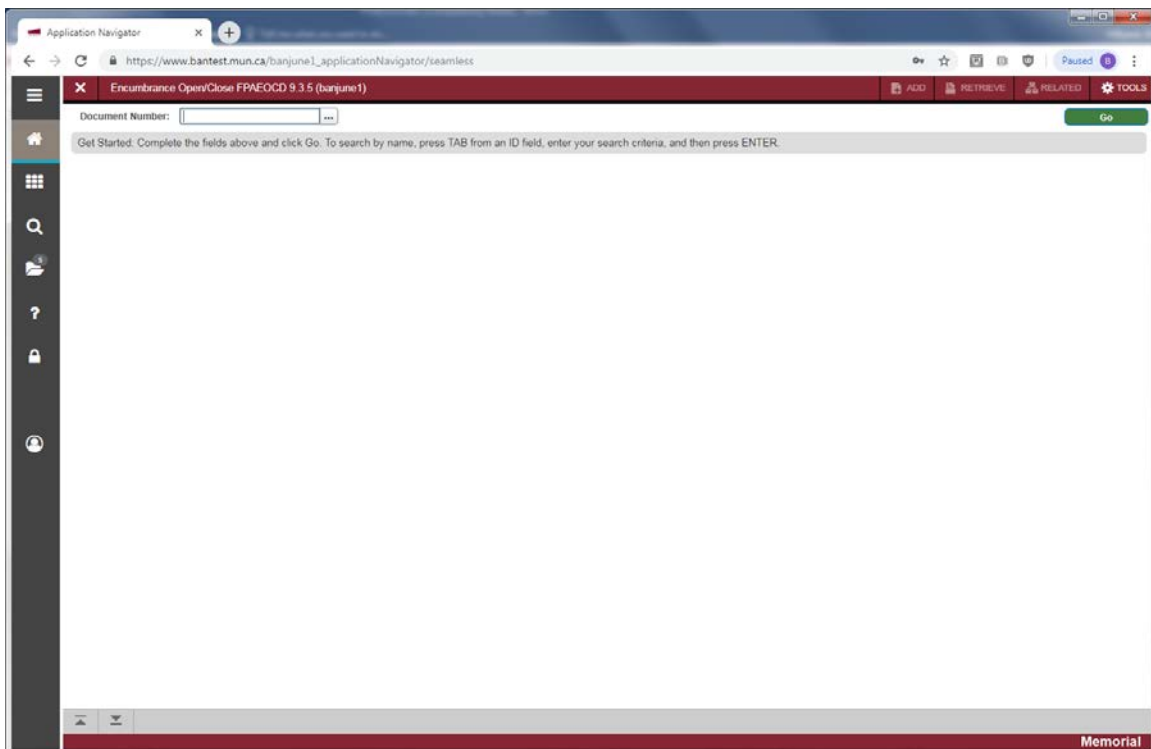 Application Navigator
https://www.bantest.mun.ca/banjune1_applicationNavigator/seamless
Paused B
Encumbrance Open/Close FPAEOCD 9.3.5 (banjune1)
ADD RETRIEVE RELATED TOOLS
Document Number: ...
Go
Get Started: Complete the fields above and click Go. To search by name, press TAB from an ID field, enter your search criteria, and then press ENTER.
5
Memorial